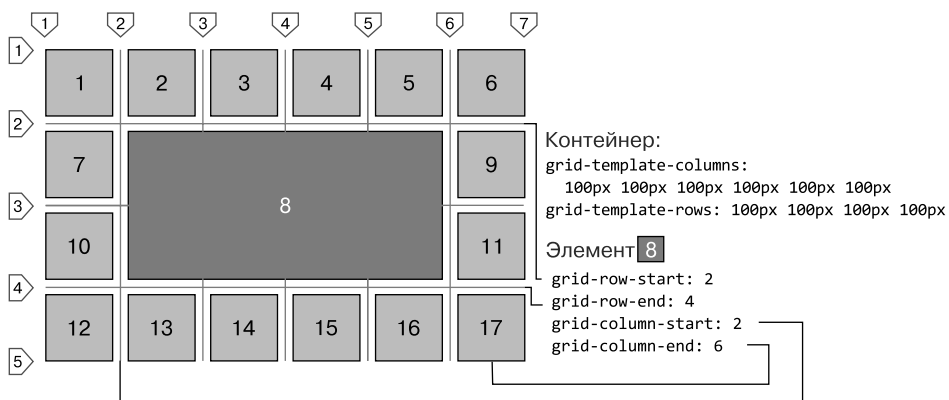 1 2 3 4 5 6 7
1
1 2 3 4 5 6
2
7 9
8
3
10 11
4
12 13 14 15 16 17
5
Контейнер:
grid-template-columns:
100px 100px 100px 100px 100px 100px
grid-template-rows: 100px 100px 100px 100px
Элемент 8
grid-row-start: 2
grid-row-end: 4
grid-column-start: 2
grid-column-end: 6